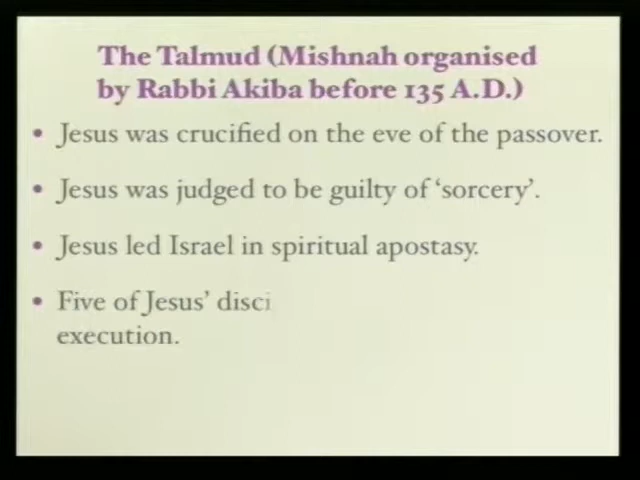 The Talmud (Mishnah organised
by Rabbi Akiba before 135 A.D.)
• Jesus was crucified on the eve of the passover.
• Jesus was judged to be guilty of ‘sorcery’.
• Jesus led Israel in spiritual apostasy.
• Five of Jesus’ disci
execution.